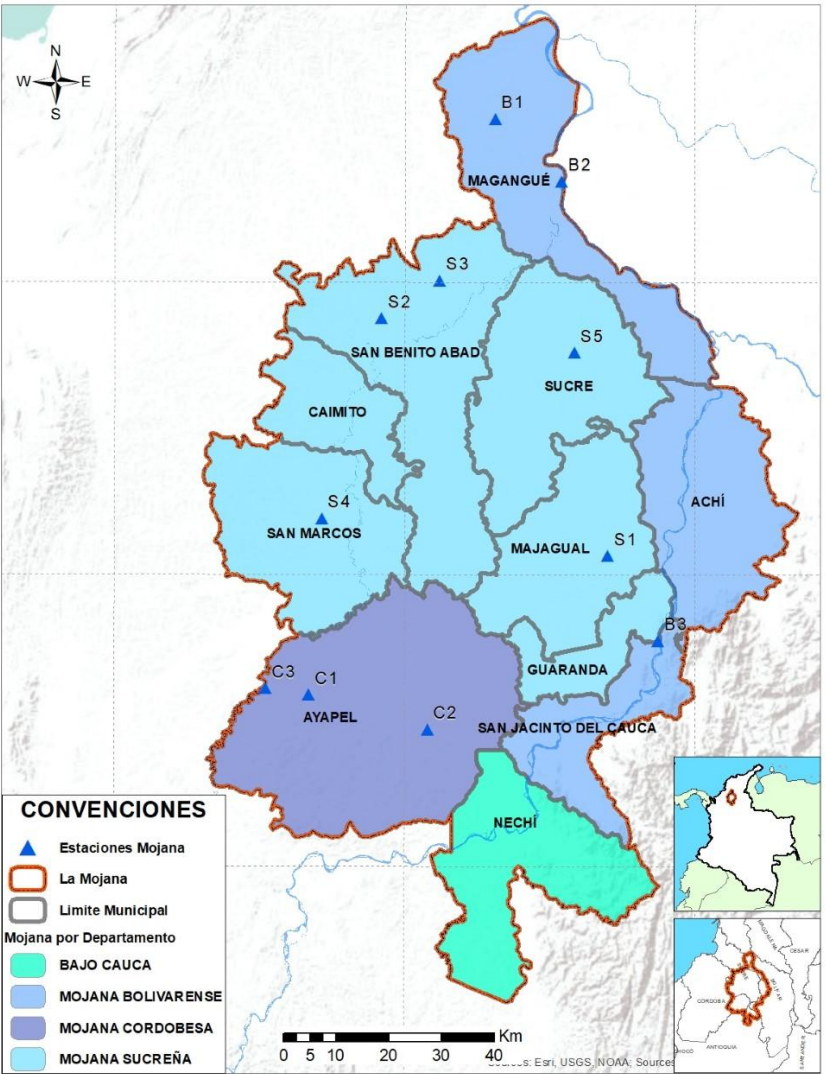 N
W E
S
B1
B2
MAGANGUÉ
S3
S2
SAN BENITO ABAD
S5
SUCRE
CAIMITO
ACHÍ
S4
SAN MARCOS
MAJAGUAL
S1
B3
GUARANDA
C3
C1
AYAPEL
C2
SAN JACINTO DEL CAUCA
NECHÍ
CONVENCIONES
Estaciones Mojana
La Mojana
Limite Municipal
Mojana por Departamento
BAJO CAUCA
MOJANA BOLIVARENSE
MOJANA CORDOBESA
MOJANA SUCREÑA
Km
0 5 10 20 30 40
Esri, USGS, NOAA; Sources
CESAR
CORDOBA
ANTIOQUIA